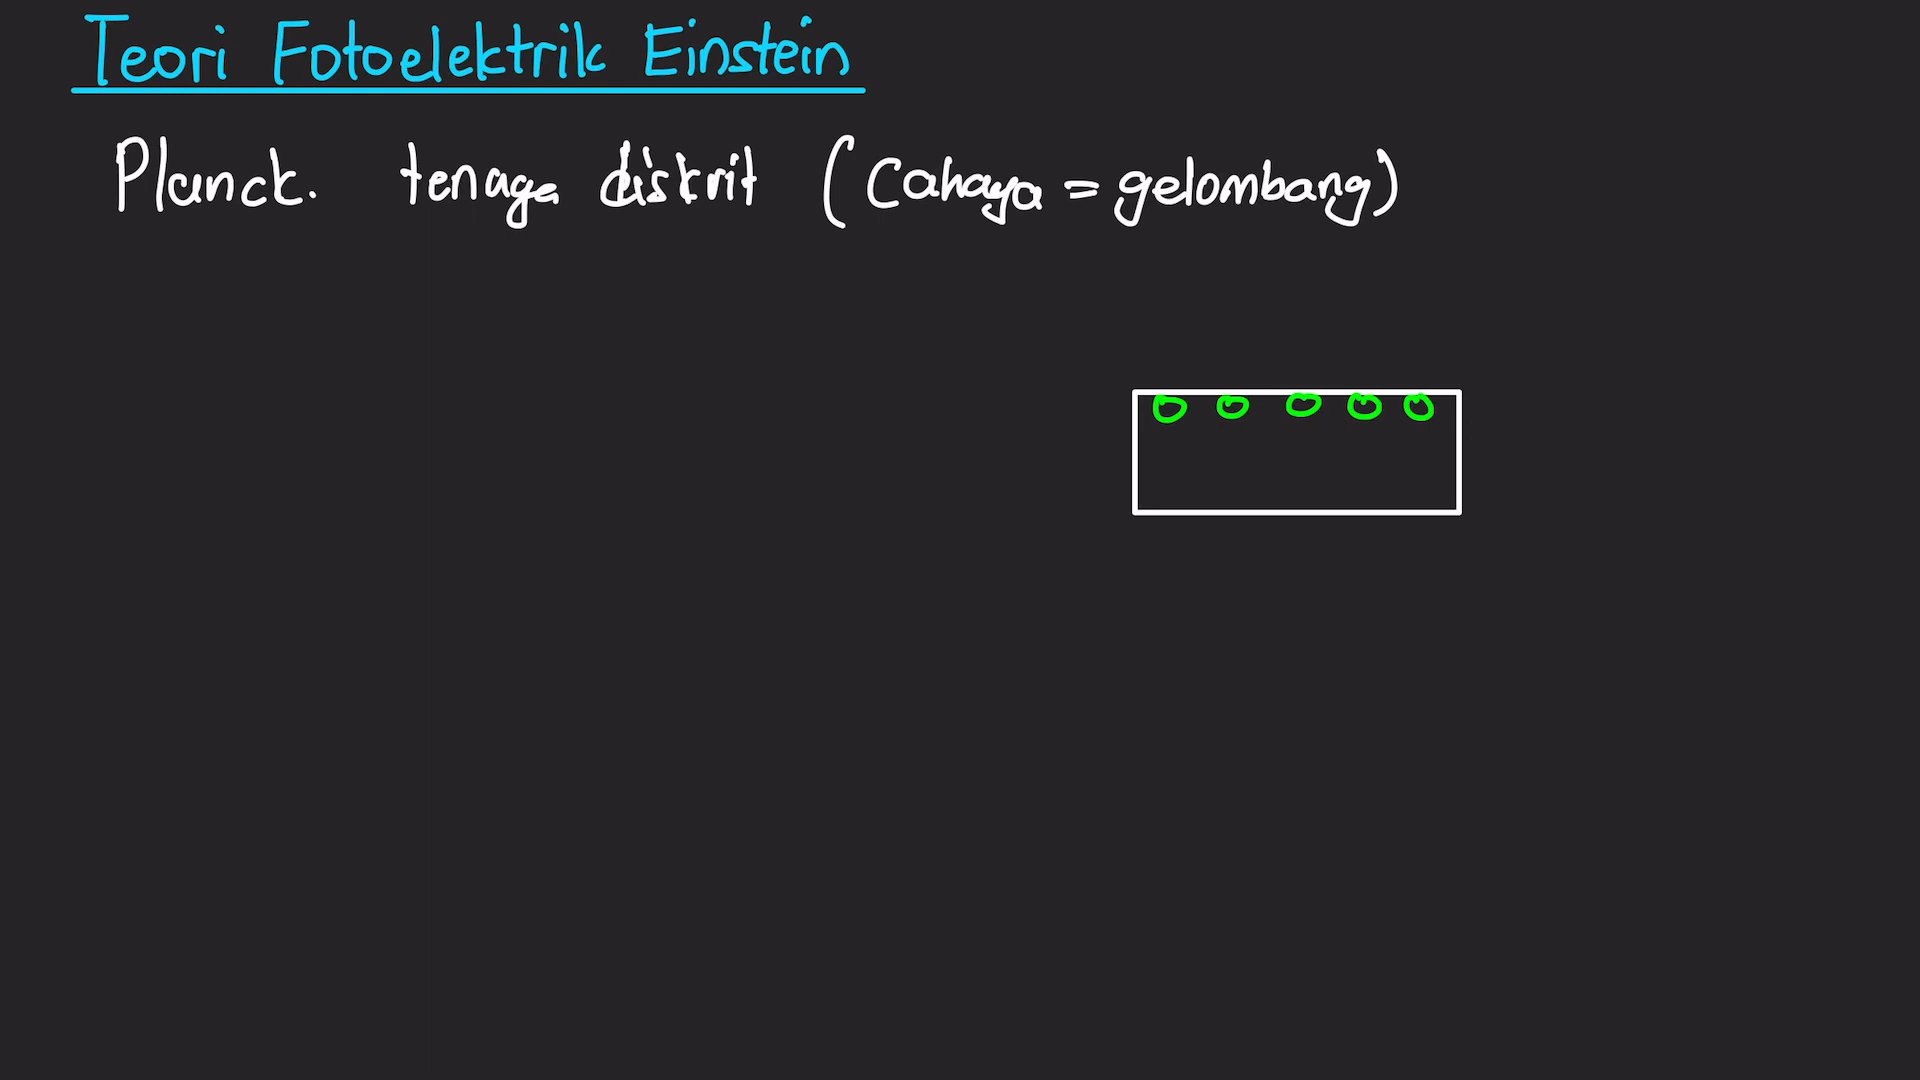 Teori Fotoelektrik Einstein
Planck. tenaga diskrit (Cahaya = gelombang)